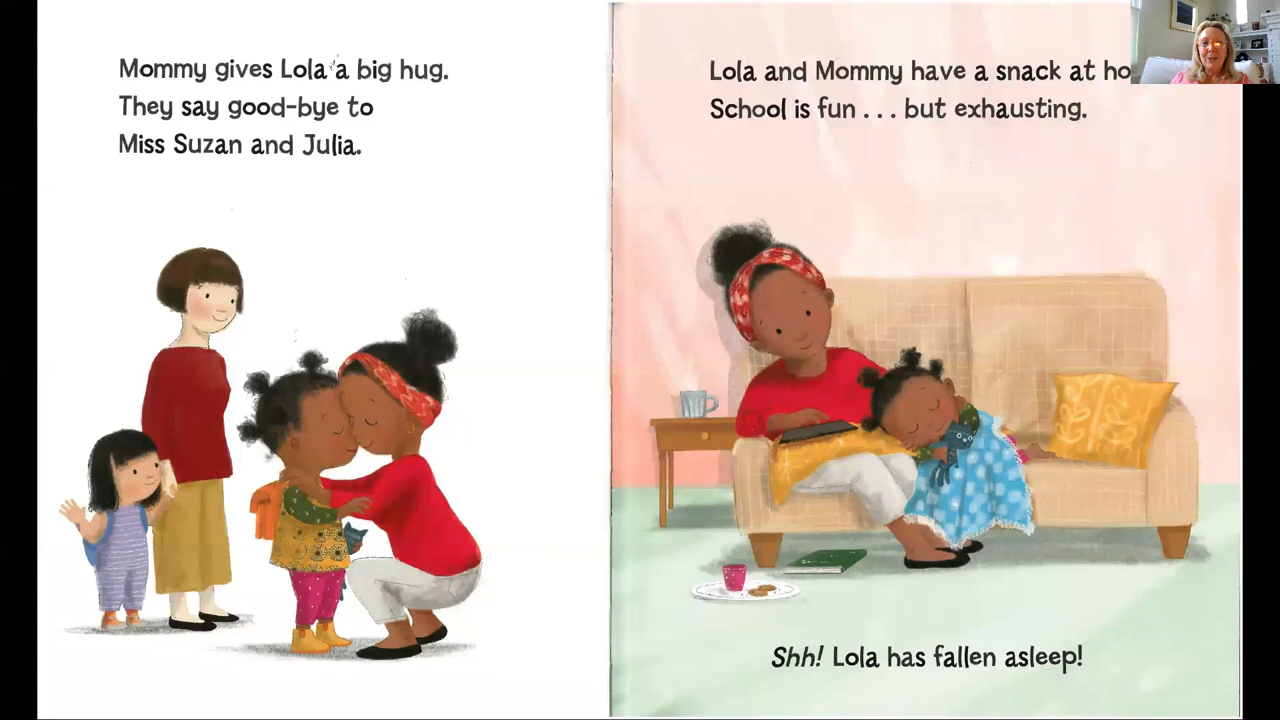 Mommy gives Lola a big hug.
They say good-bye to
Miss Suzan and Julia.
Lola and Mommy have a snack at ho
School is fun . . . but exhausting.
Shh! Lola has fallen asleep!